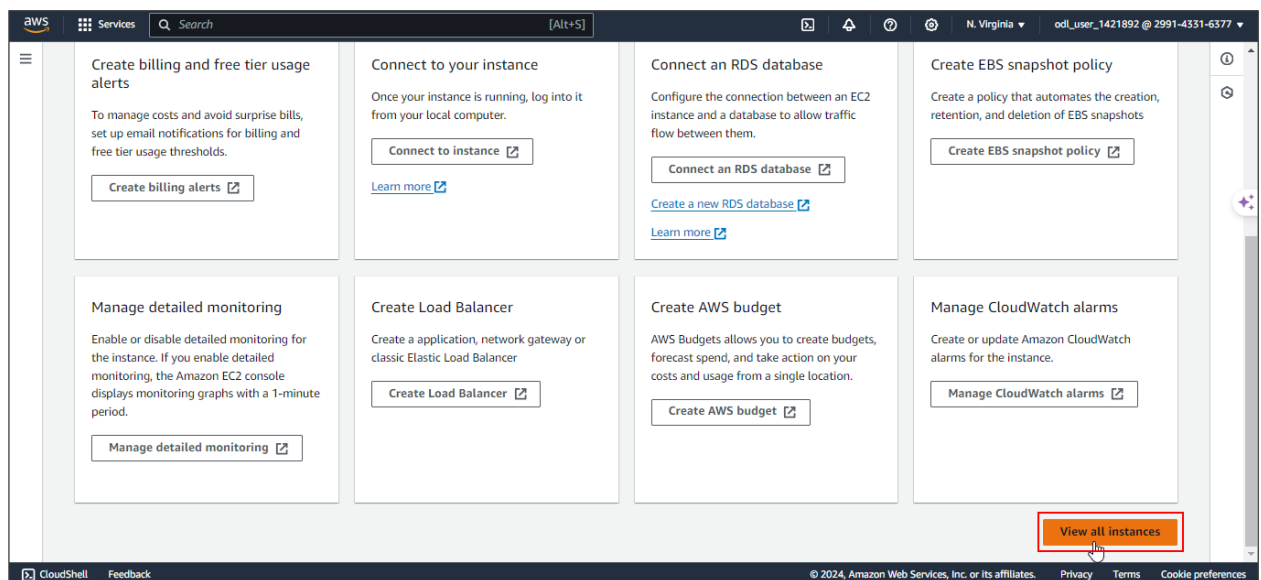 aws
Services
Search
[Alt+S]
N. Virginia ▼
odl_user_1421892 @ 2991-4331-6377 ▼
Create billing and free tier usage
alerts
To manage costs and avoid surprise bills,
set up email notifications for billing and
free tier usage thresholds.
Create billing alerts
Connect to your instance
Once your instance is running, log into it
from your local computer.
Connect to instance
Learn more
Connect an RDS database
Configure the connection between an EC2
instance and a database to allow traffic
flow between them.
Connect an RDS database
Create a new RDS database
Learn more
Create EBS snapshot policy
Create a policy that automates the creation,
retention, and deletion of EBS snapshots
Create EBS snapshot policy
Manage detailed monitoring
Enable or disable detailed monitoring for
the instance. If you enable detailed
monitoring, the Amazon EC2 console
displays monitoring graphs with a 1-minute
period.
Manage detailed monitoring
Create Load Balancer
Create a application, network gateway or
classic Elastic Load Balancer
Create Load Balancer
Create AWS budget
AWS Budgets allows you to create budgets,
forecast spend, and take action on your
costs and usage from a single location.
Create AWS budget
Manage CloudWatch alarms
Create or update Amazon CloudWatch
alarms for the instance.
Manage CloudWatch alarms
View all instances
CloudShell
Feedback
© 2024, Amazon Web Services, Inc. or its affiliates.
Privacy
Terms
Cookie preferences